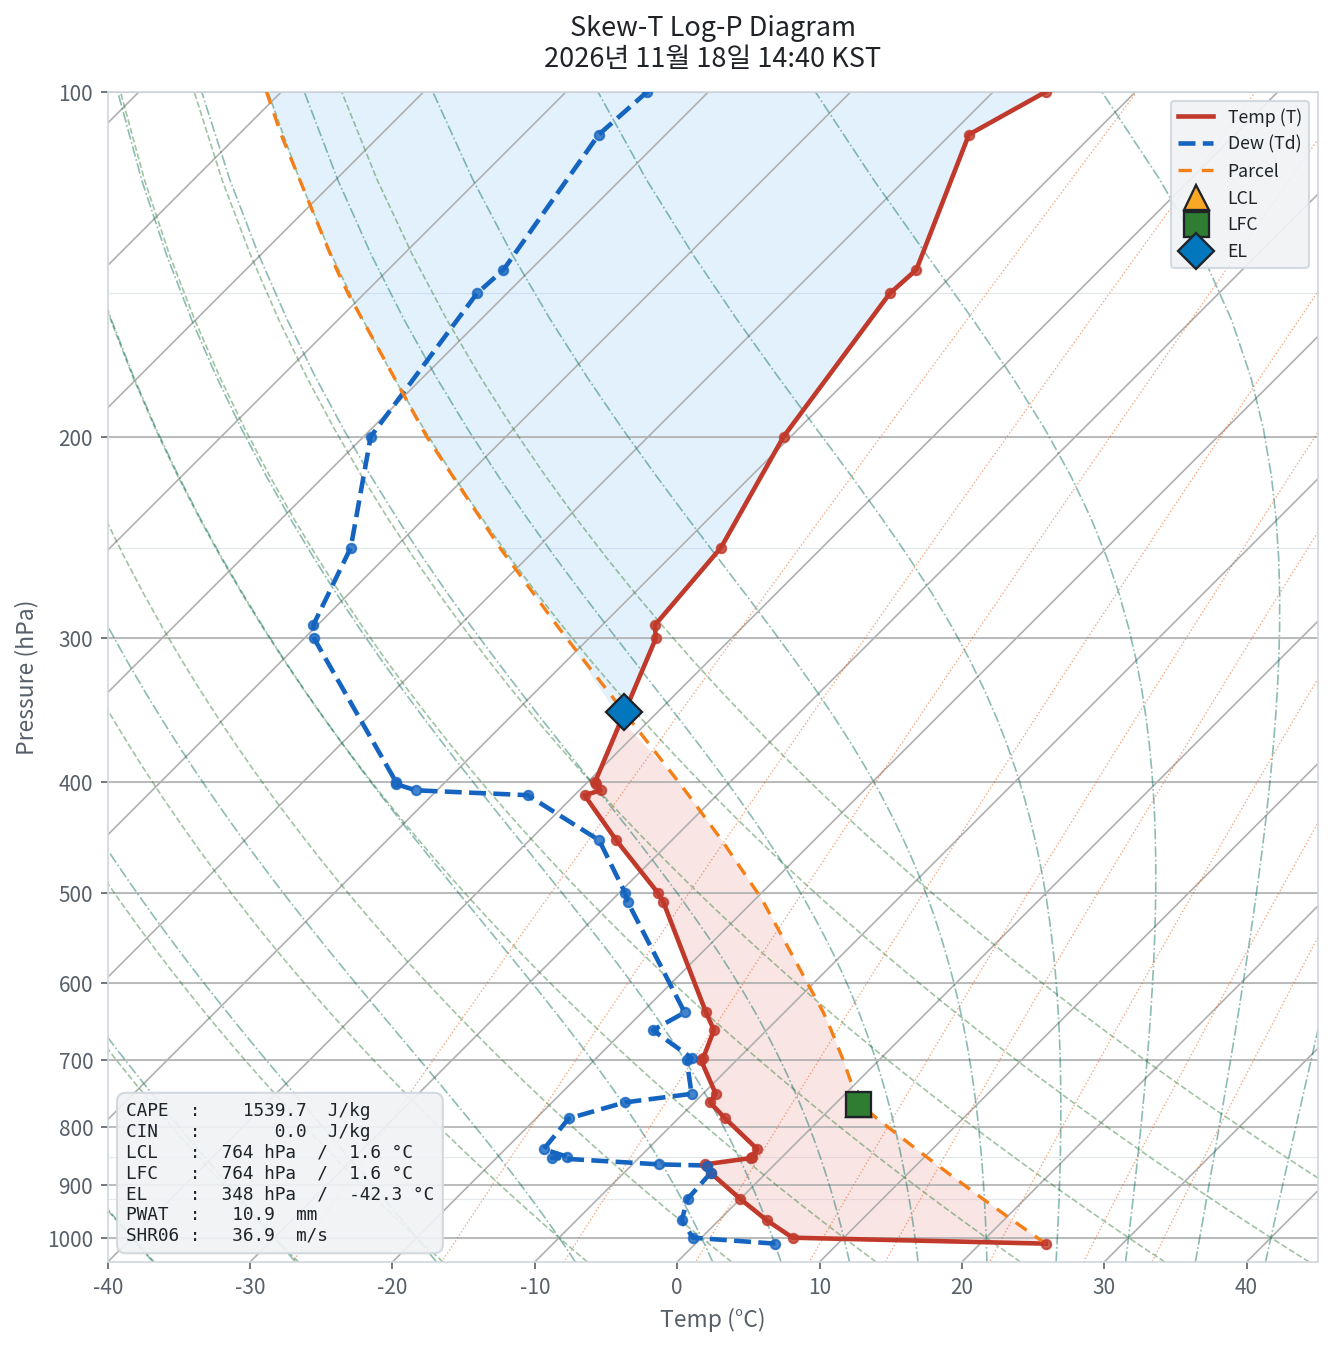 Skew-T Log-P Diagram
2026년 11월 18일 14:40 KST
Temp (T)
Dew (Td)
Parcel
LCL
LFC
EL
100
200
300
400
500
600
700
800
900
1000
Pressure (hPa)
CAPE : 1539.7 J/kg
CIN : 0.0 J/kg
LCL : 764 hPa / 1.6 °C
LFC : 764 hPa / 1.6 °C
EL : 348 hPa / -42.3 °C
PWAT : 10.9 mm
SHR06 : 36.9 m/s
-40 -30 -20 -10 0 10 20 30 40
Temp (°C)